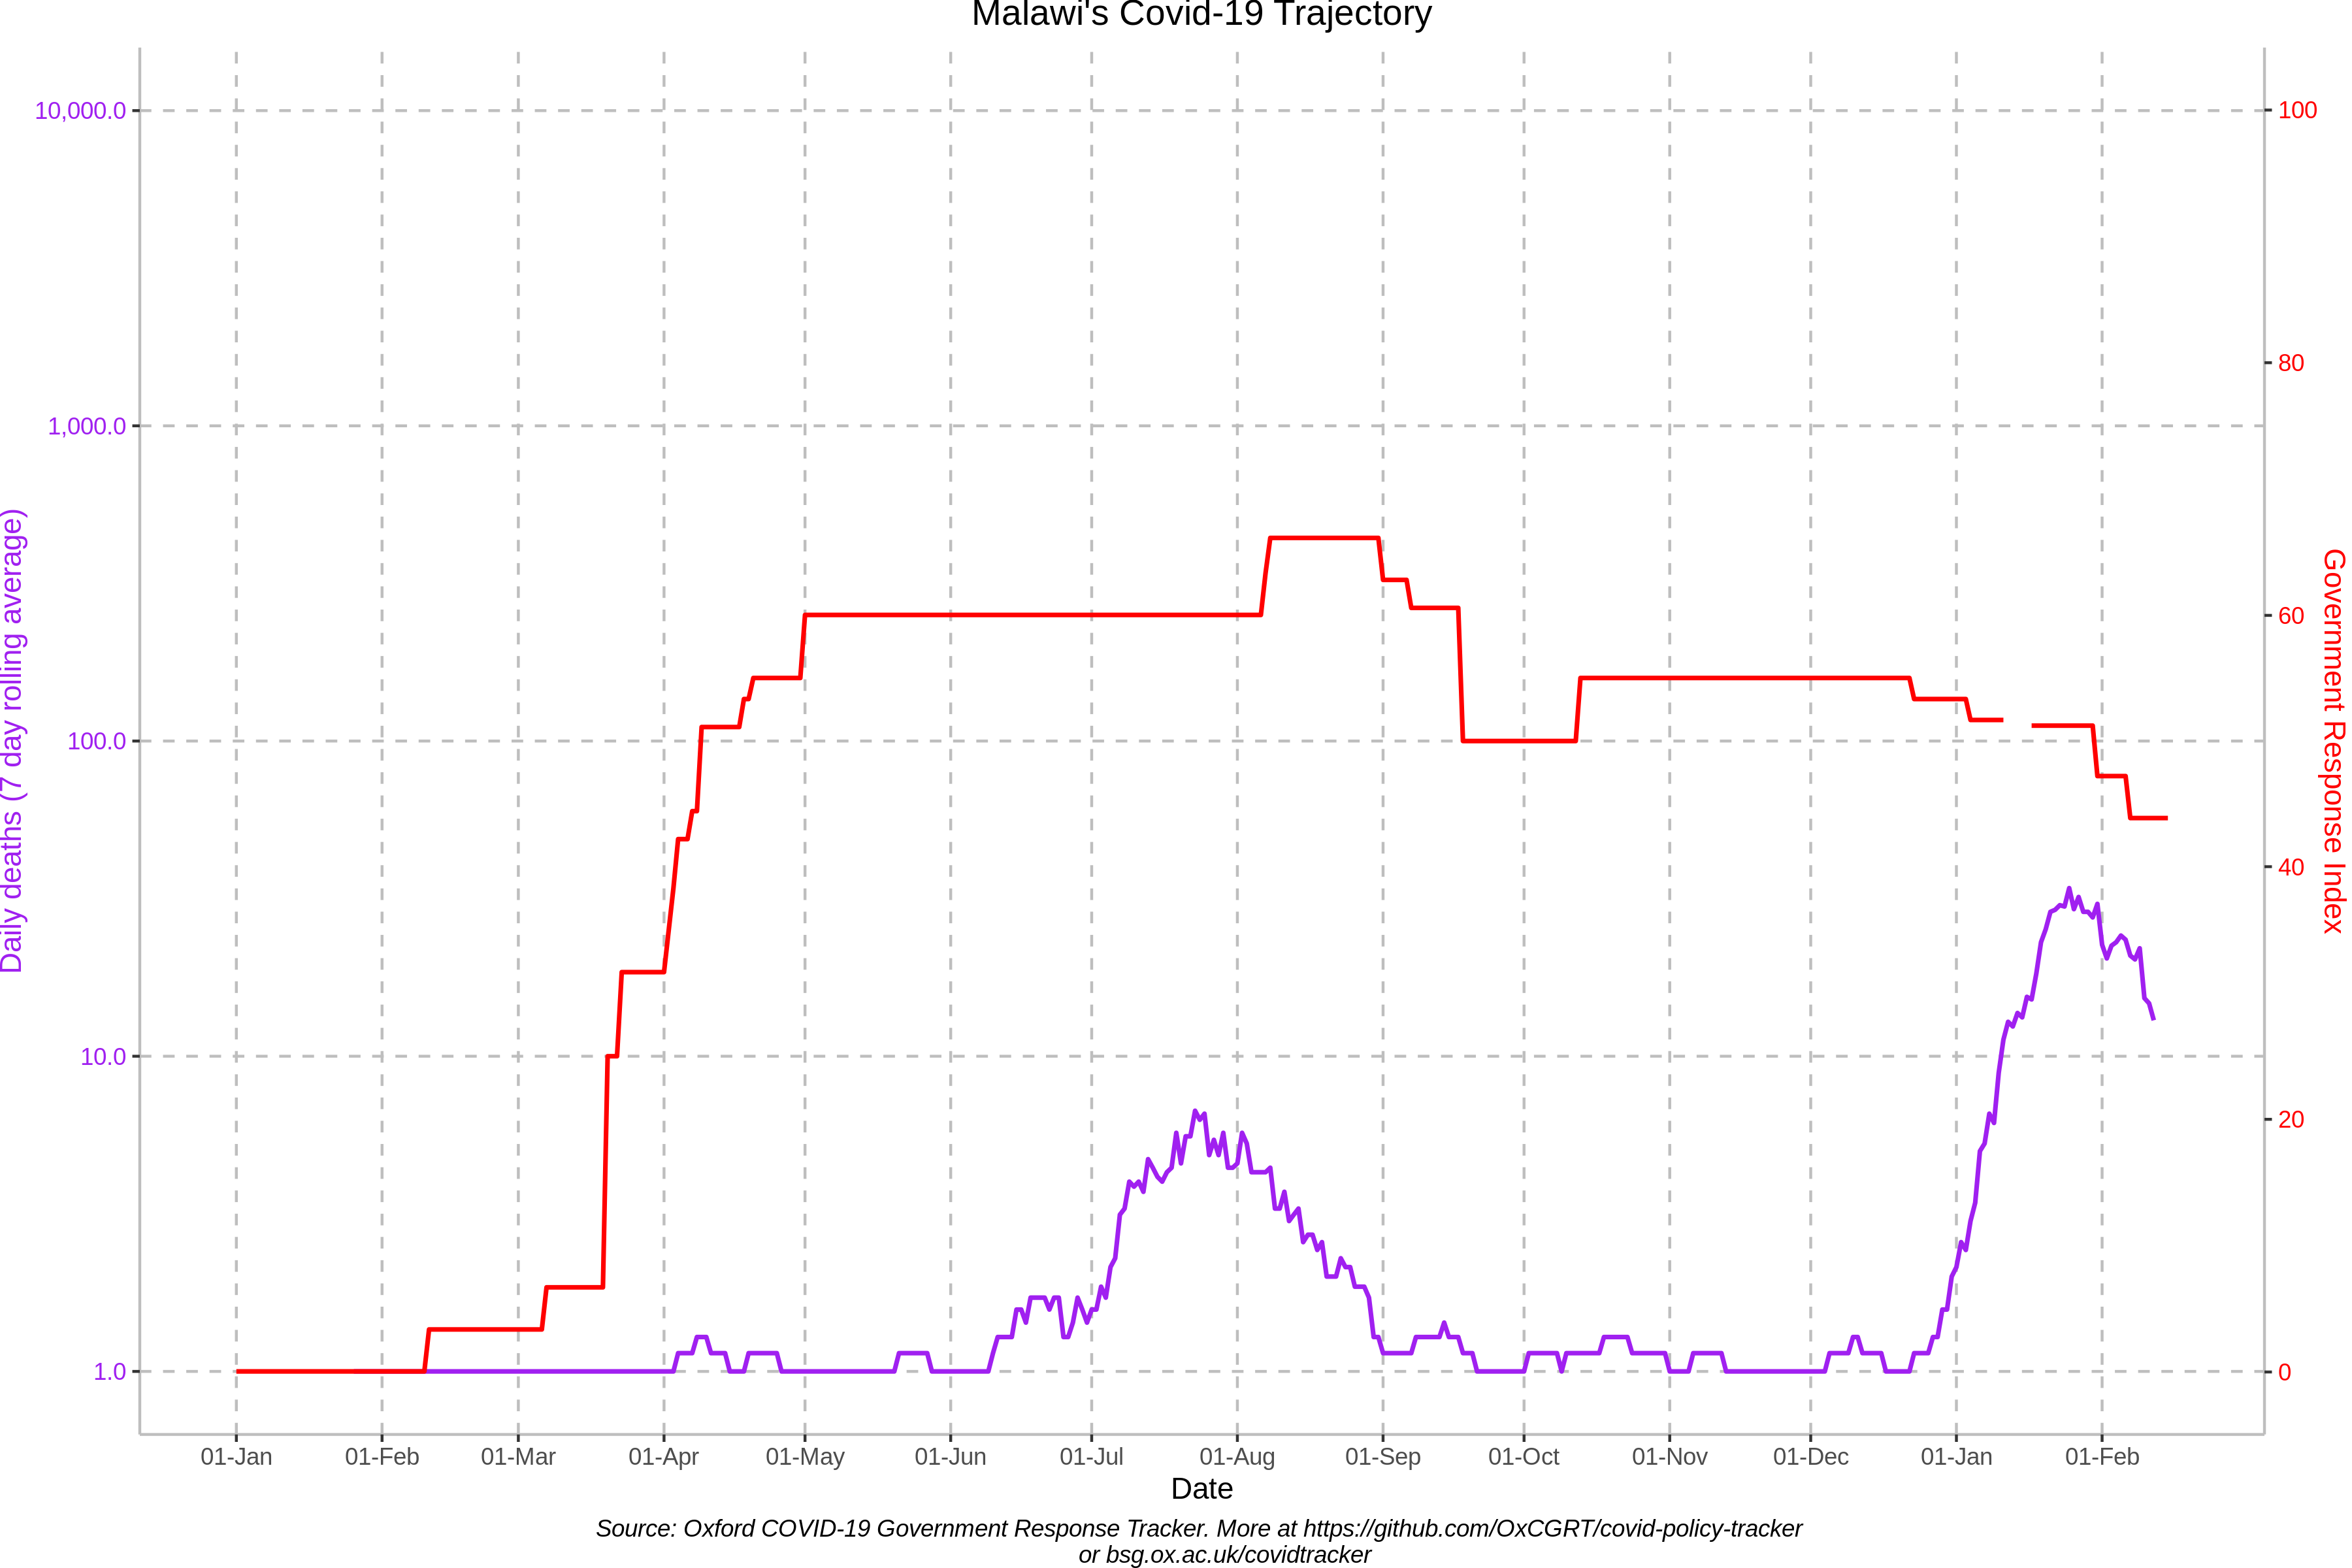 Malawi's Covid-19 Trajectory
10,000.0
1,000.0
100.0
10.0
1.0
Daily deaths (7 day rolling average)
100
80
60
40
20
0
Government Response Index
01-Jan 01-Feb 01-Mar 01-Apr 01-May 01-Jun 01-Jul 01-Aug 01-Sep 01-Oct 01-Nov 01-Dec 01-Jan 01-Feb
Date
Source: Oxford COVID-19 Government Response Tracker. More at https://github.com/OxCGRT/covid-policy-tracker
or bsg.ox.ac.uk/covidtracker